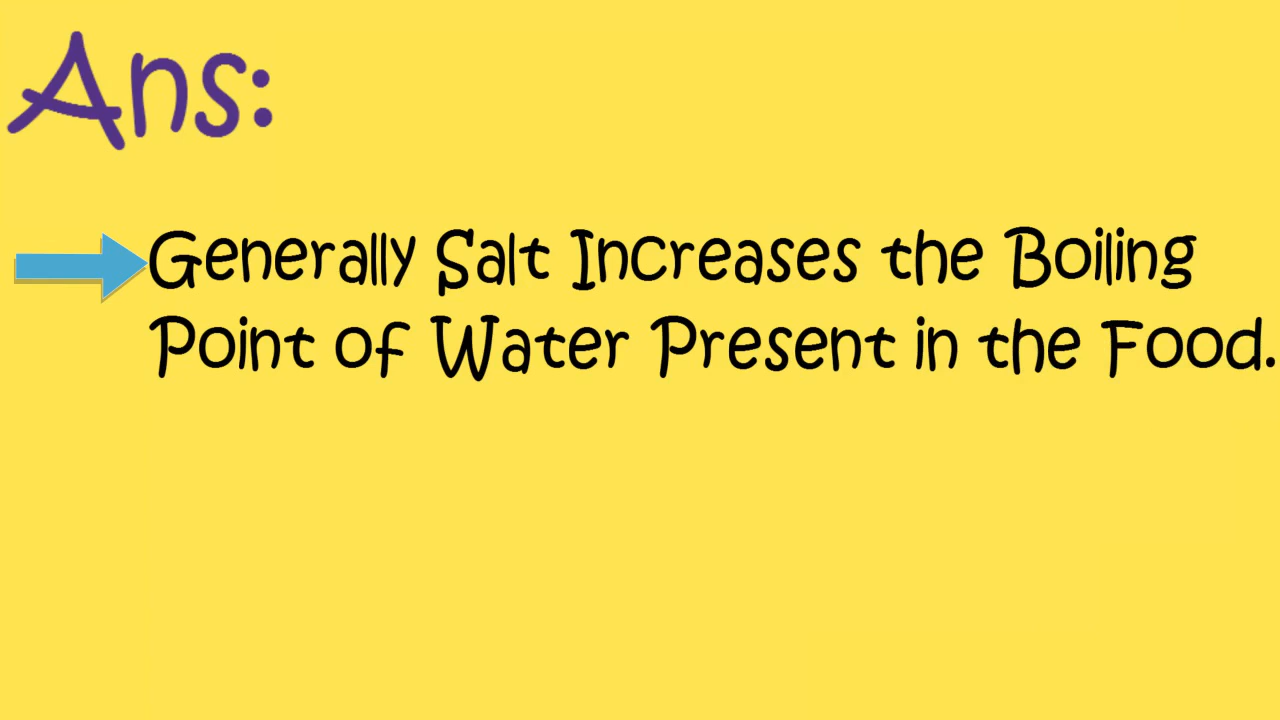 Ans:
Generally Salt Increases the Boiling
Point of Water Present in the Food.